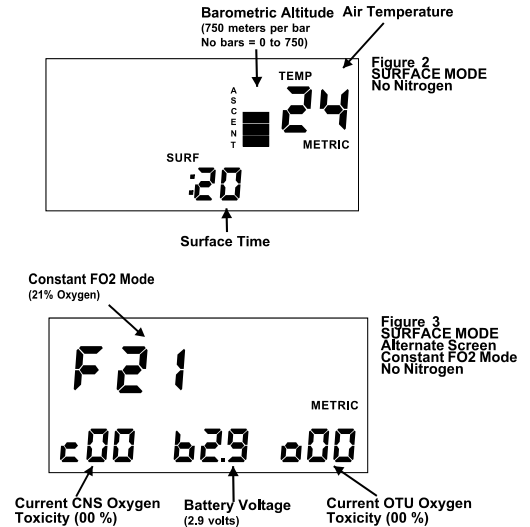 Barometric Altitude
(750 meters per bar
No bars = 0 to 750)
Air Temperature
Figure 2
SURFACE MODE
No Nitrogen
TEMP
ASCENT
24
METRIC
SURF
:20
Surface Time
Constant FO2 Mode
(21% Oxygen)
Figure 3
SURFACE MODE
Alternate Screen
Constant FO2 Mode
No Nitrogen
F21
METRIC
c00 b2.9 o00
Current CNS Oxygen
Toxicity (00 %)
Battery Voltage
(2.9 volts)
Current OTU Oxygen
Toxicity (00 %)